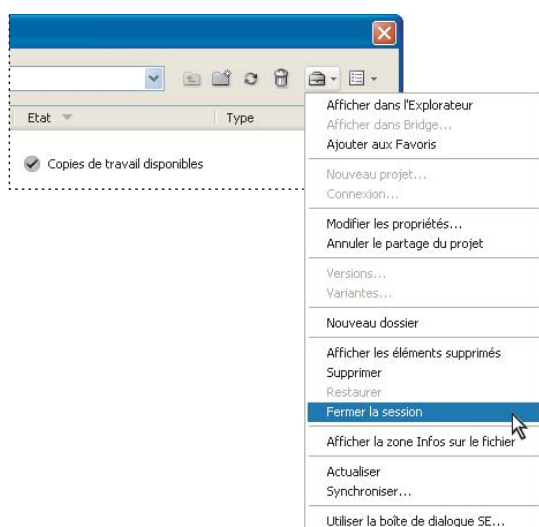 Etat
Type
Copies de travail disponibles
Afficher dans l'Explorateur
Afficher dans Bridge...
Ajouter aux Favoris
Nouveau projet...
Connexion...
Modifier les propriétés...
Annuler le partage du projet
Versions...
Variantes...
Nouveau dossier
Afficher les éléments supprimés
Supprimer
Restaurer
Fermer la session
Afficher la zone Infos sur le fichier
Actualiser
Synchroniser...
Utiliser la boîte de dialogue SE...